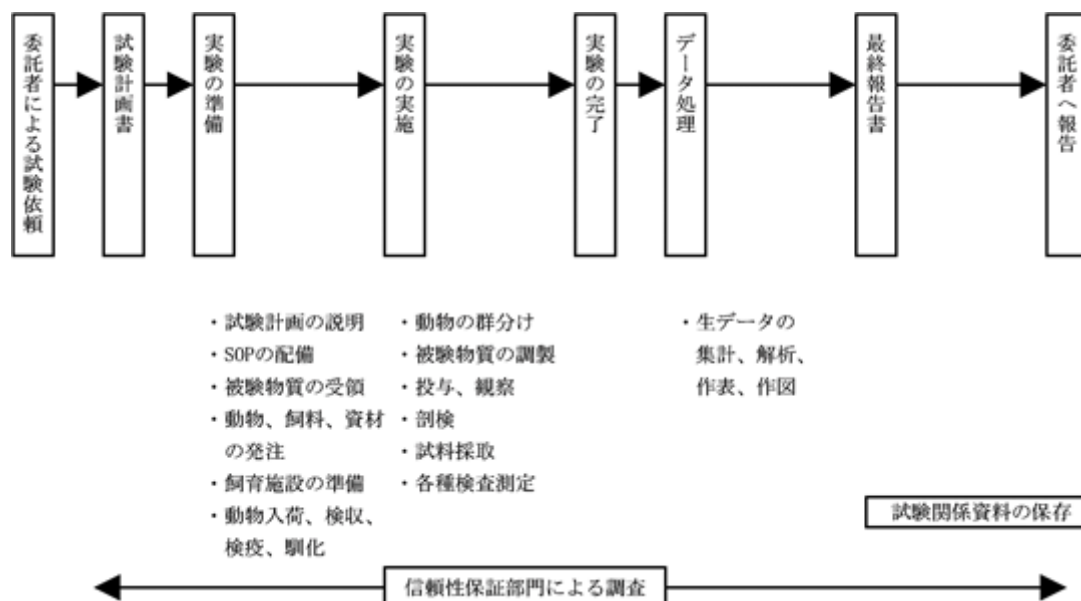 委託者による試験依頼
試験計画書
実験の準備
実験の実施
実験の完了
データ処理
最終報告書
委託者へ報告
・試験計画の説明
・SOPの配備
・被験物質の受領
・動物、飼料、資材
の発注
・飼育施設の準備
・動物入荷、検収、
検疫、馴化
・動物の群分け
・被験物質の調製
・投与、観察
・剖検
・試料採取
・各種検査測定
・生データの
集計、解析、
作表、作図
試験関係資料の保存
信頼性保証部門による調査